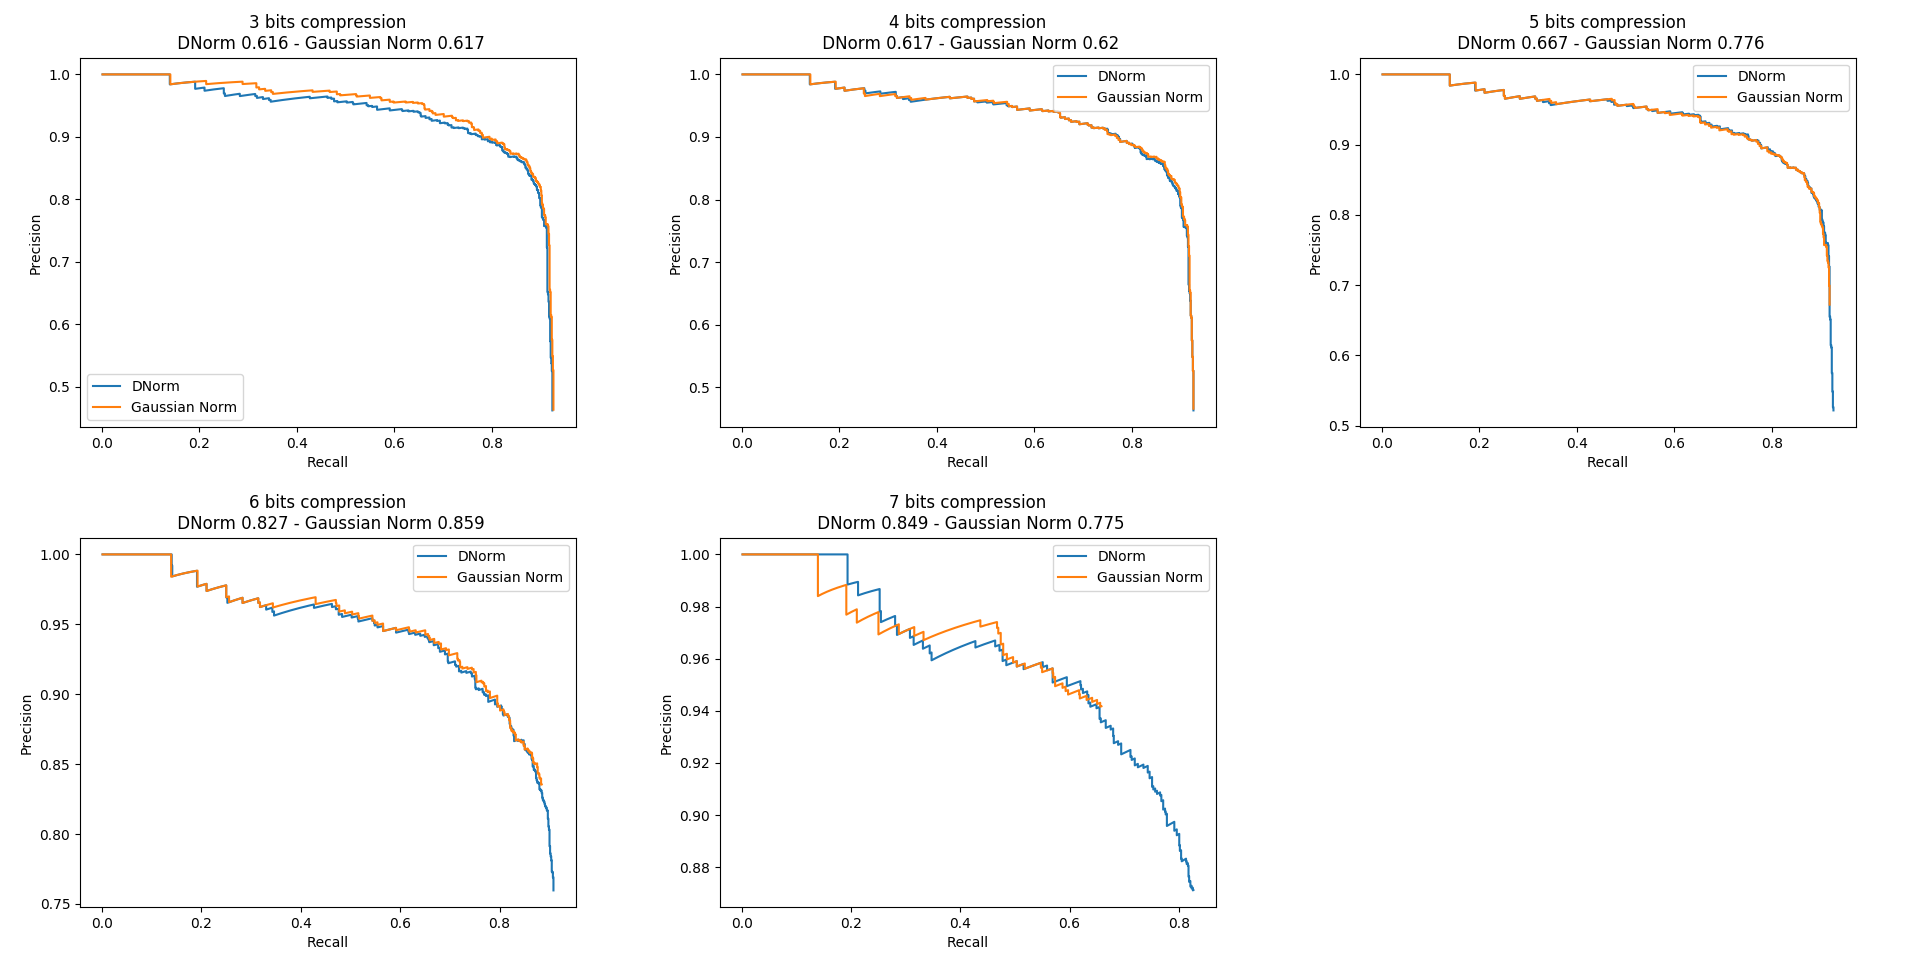 3 bits compression
DNorm 0.616 - Gaussian Norm 0.617
1.0
0.9
0.8
0.7
0.6
0.5
Precision
DNorm
Gaussian Norm
0.0 0.2 0.4 0.6 0.8
Recall
4 bits compression
DNorm 0.617 - Gaussian Norm 0.62
1.0
0.9
0.8
0.7
0.6
0.5
Precision
DNorm
Gaussian Norm
0.0 0.2 0.4 0.6 0.8
Recall
5 bits compression
DNorm 0.667 - Gaussian Norm 0.776
1.0
0.9
0.8
0.7
0.6
0.5
Precision
DNorm
Gaussian Norm
0.0 0.2 0.4 0.6 0.8
Recall
6 bits compression
DNorm 0.827 - Gaussian Norm 0.859
1.00
0.95
0.90
0.85
0.80
0.75
Precision
DNorm
Gaussian Norm
0.0 0.2 0.4 0.6 0.8
Recall
7 bits compression
DNorm 0.849 - Gaussian Norm 0.775
1.00
0.98
0.96
0.94
0.92
0.90
0.88
Precision
DNorm
Gaussian Norm
0.0 0.2 0.4 0.6 0.8
Recall